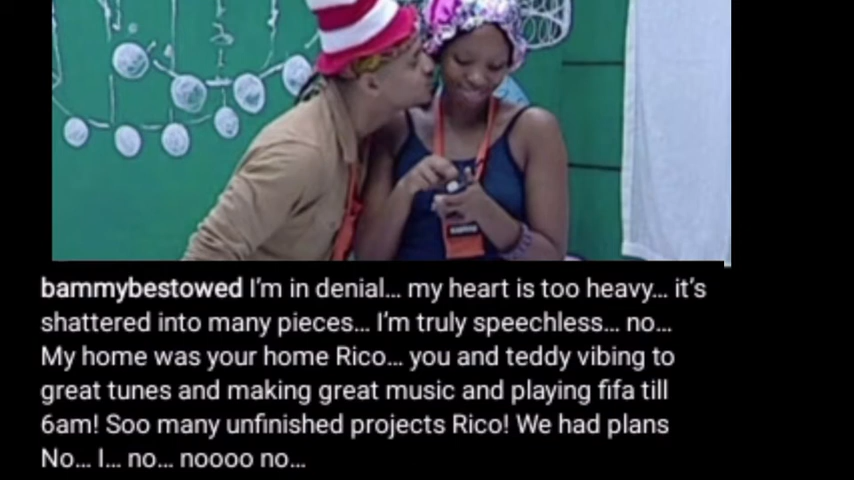 bammybestowed I'm in denial... my heart is too heavy... it's
shattered into many pieces... I'm truly speechless... no...
My home was your home Rico... you and teddy vibing to
great tunes and making great music and playing fifa till
6am! Soo many unfinished projects Rico! We had plans
No... I... no... noooo no...